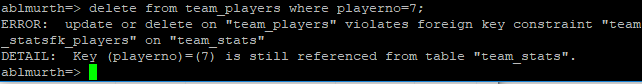 ablmurth=> delete from team_players where playerno=7;
ERROR:  update or delete on "team_players" violates foreign key constraint "team
_statsfk_players" on "team_stats"
DETAIL:  Key (playerno)=(7) is still referenced from table "team_stats".
ablmurth=>